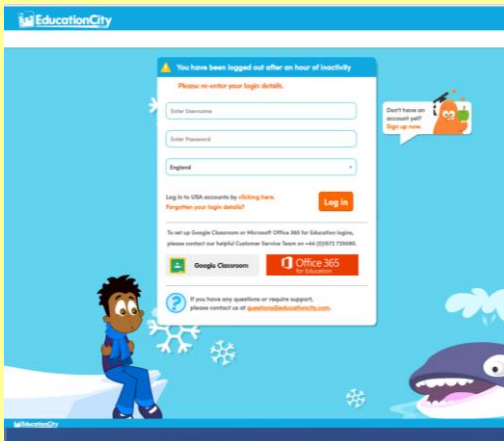 EducationCity
You have been logged out after an hour of inactivity
Please re-enter your login details.
Enter Username
Don't have an
account yet?
Sign up now
Enter Password
England
Log in to USA accounts by clicking here.
Forgotten your login details?
Log in
To set up Google Classroom or Microsoft Office 365 for Education logins,
please contact our helpful Customer Service Team on +44 (0)1572 725080.
Google Classroom
Office 365
for Education
If you have any questions or require support,
please contact us at questions@educationcity.com.
EducationCity